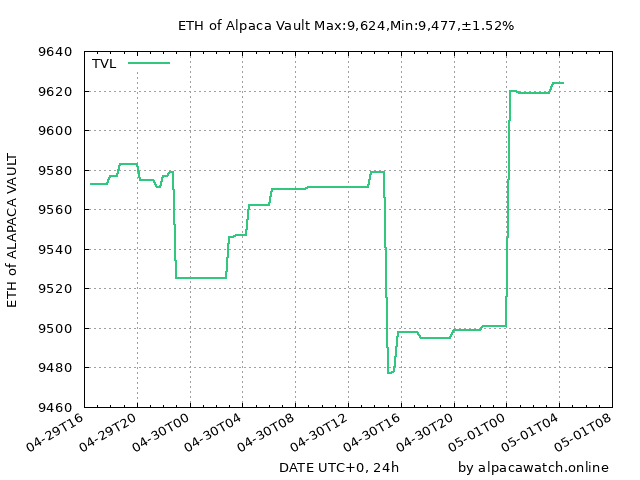 ETH of Alpaca Vault Max:9,624,Min:9,477,±1.52%
TVL
ETH of ALAPACA VAULT
9640
9620
9600
9580
9560
9540
9520
9500
9480
9460
04-29T16
04-29T20
04-30T00
04-30T04
04-30T08
04-30T12
04-30T16
04-30T20
05-01T00
05-01T04
05-01T08
DATE UTC+0, 24h
by alpacawatch.online